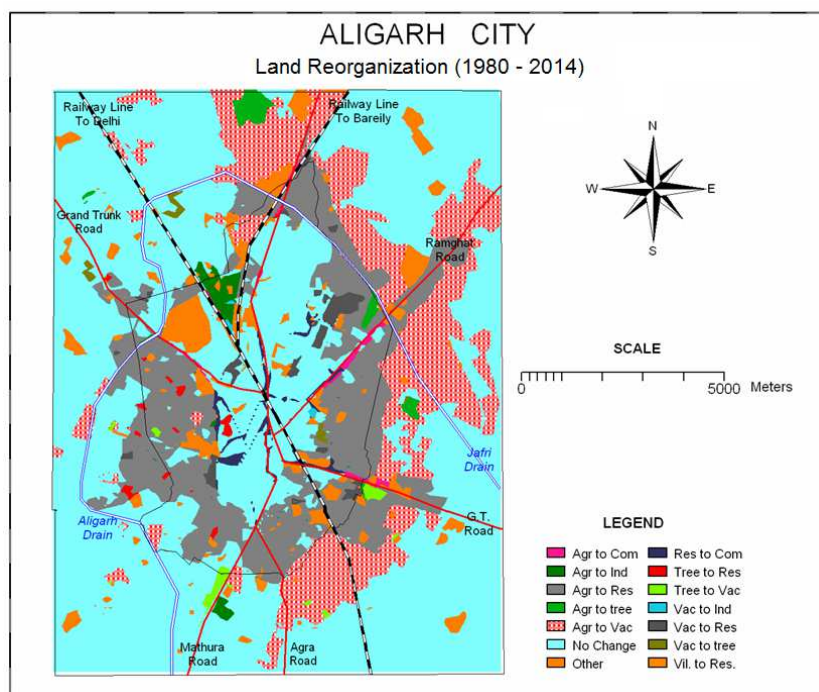 ALIGARH CITY
Land Reorganization (1980 - 2014)
Railway Line
To Delhi
Railway Line
To Bareily
Grand Trunk
Road
Ramghat
Road
Jafri
Drain
Aligarh
Drain
G.T.
Road
Mathura
Road
Agra
Road
N
W
E
S
SCALE
0
5000 Meters
LEGEND
Agr to Com
Agr to Ind
Agr to Res
Agr to tree
Agr to Vac
No Change
Other
Res to Com
Tree to Res
Tree to Vac
Vac to Ind
Vac to Res
Vac to tree
Vil. to Res.